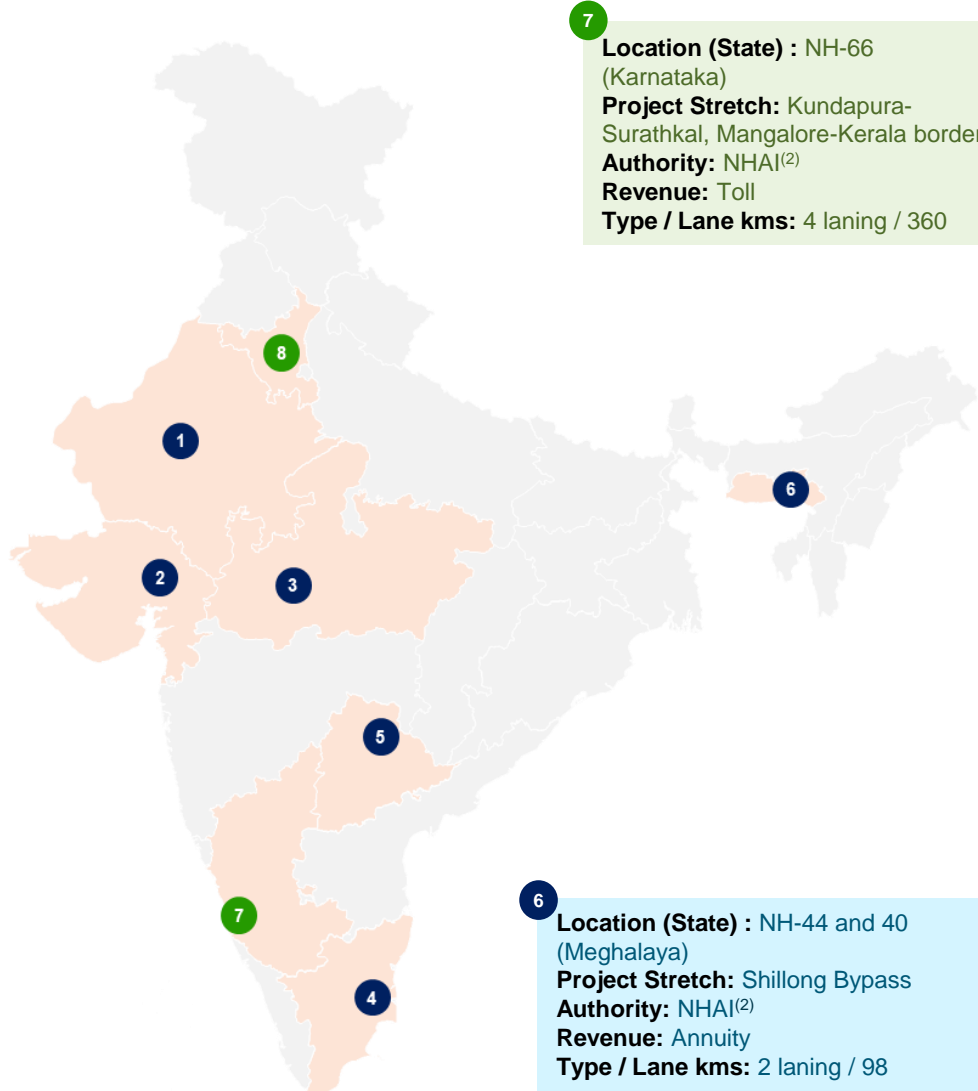 7
Location (State) : NH-66
(Karnataka)
Project Stretch: Kundapura-
Surathkal, Mangalore-Kerala border
Authority: NHAI(2)
Revenue: Toll
Type / Lane kms: 4 laning / 360
8
1
6
2
3
5
7
4
6
Location (State) : NH-44 and 40
(Meghalaya)
Project Stretch: Shillong Bypass
Authority: NHAI(2)
Revenue: Annuity
Type / Lane kms: 2 laning / 98